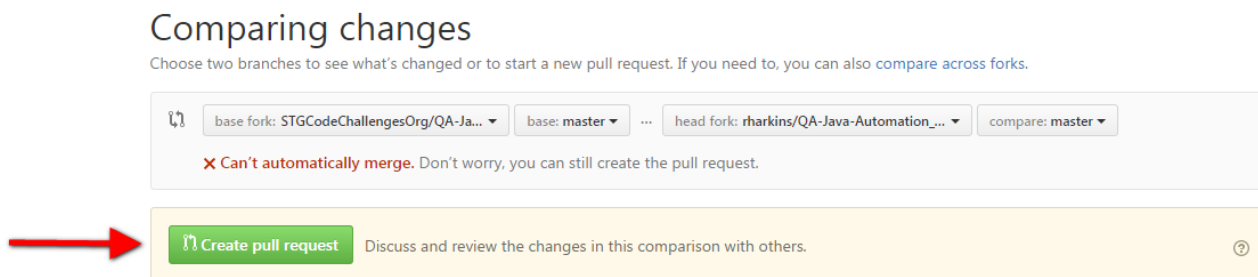 Comparing changes
Choose two branches to see what's changed or to start a new pull request. If you need to, you can also compare across forks.
base fork: STGCodeChallengesOrg/QA-Ja... base: master ... head fork: rharkins/QA-Java-Automation_... compare: master
Can't automatically merge. Don't worry, you can still create the pull request.
Create pull request Discuss and review the changes in this comparison with others.